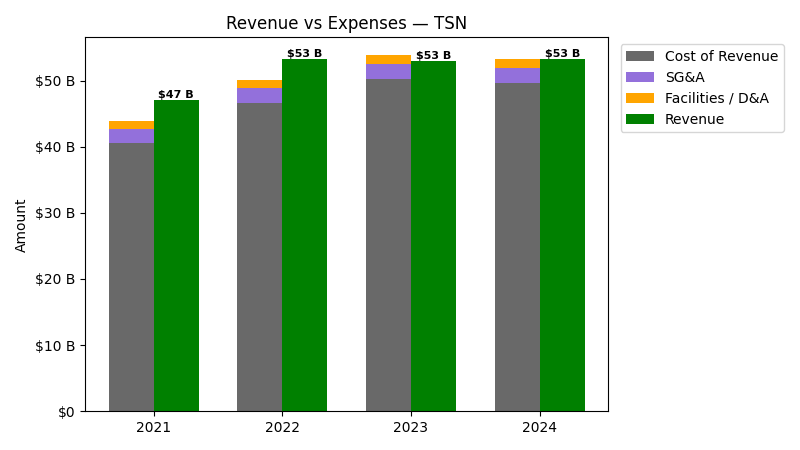 Revenue vs Expenses — TSN
Cost of Revenue
SG&A
Facilities / D&A
Revenue
$47 B
$53 B
$53 B
$53 B
Amount
$50 B
$40 B
$30 B
$20 B
$10 B
$0
2021
2022
2023
2024